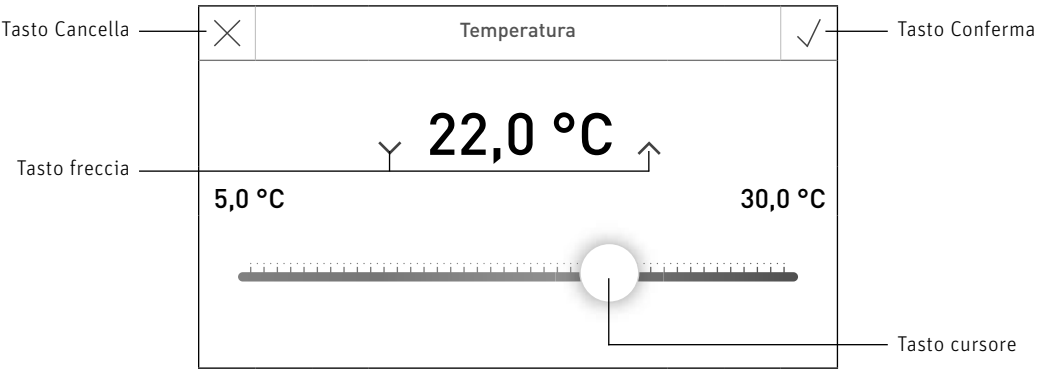 Tasto Cancella
Temperatura
Tasto Conferma
22,0 °C
Tasto freccia
5,0 °C
30,0 °C
Tasto cursore